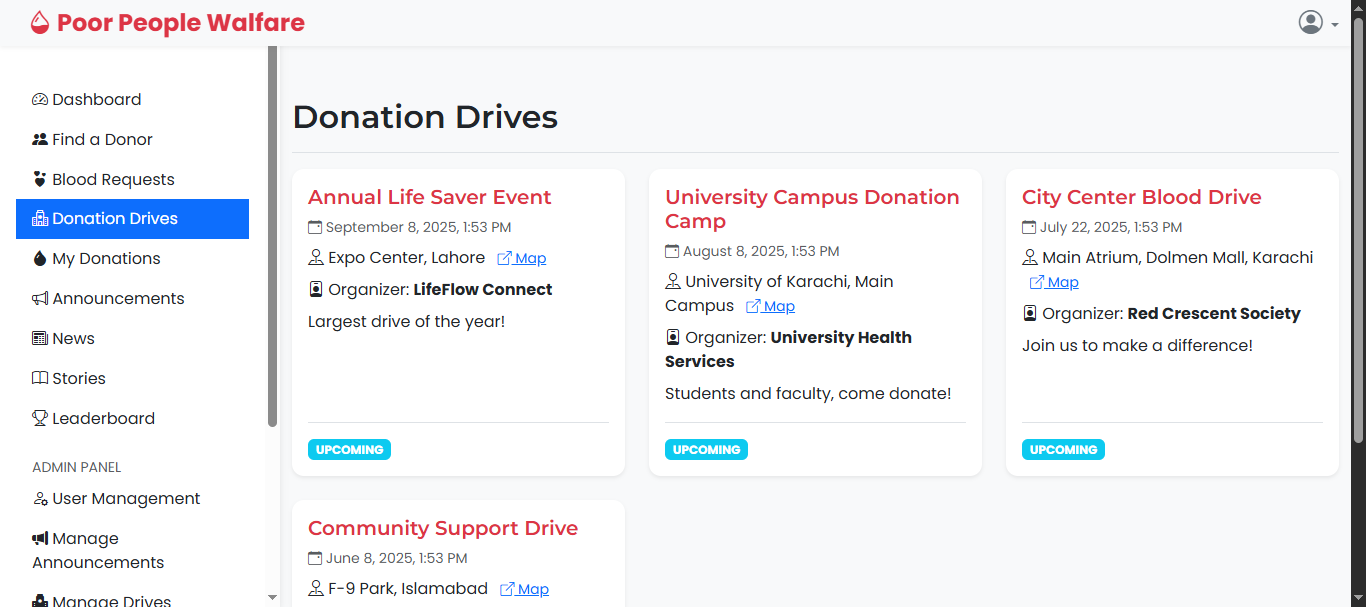 Poor People Walfare
Dashboard
Find a Donor
Blood Requests
Donation Drives
My Donations
Announcements
News
Stories
Leaderboard
ADMIN PANEL
User Management
Manage
Announcements
Manage Drives
Donation Drives
Annual Life Saver Event
September 8, 2025, 1:53 PM
Expo Center, Lahore Map
Organizer: LifeFlow Connect
Largest drive of the year!
UPCOMING
University Campus Donation
Camp
August 8, 2025, 1:53 PM
University of Karachi, Main
Campus Map
Organizer: University Health
Services
Students and faculty, come donate!
UPCOMING
City Center Blood Drive
July 22, 2025, 1:53 PM
Main Atrium, Dolmen Mall, Karachi
Map
Organizer: Red Crescent Society
Join us to make a difference!
UPCOMING
Community Support Drive
June 8, 2025, 1:53 PM
F-9 Park, Islamabad Map